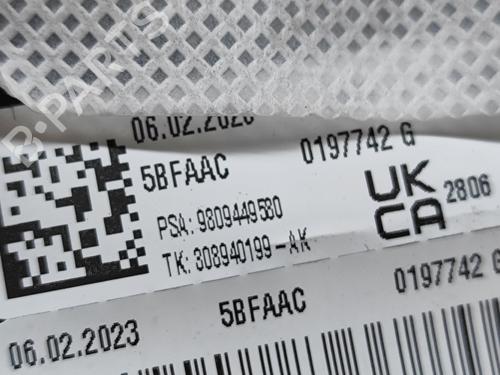 06.02.2023
0197742 G
5BFAAC
PSA: 9809449580
TK: 308940199-AK
UK
CA
2806
06.02.2023
5BFAAC
0197742 G
B-PARTS